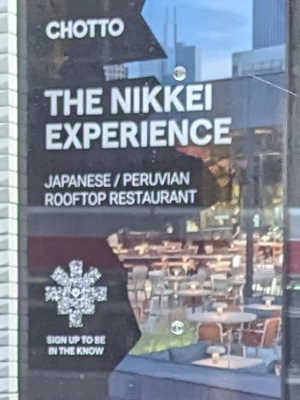 CHOTTO
THE NIKKEI
EXPERIENCE
JAPANESE / PERUVIAN
ROOFTOP RESTAURANT
SIGN UP TO BE
IN THE KNOW